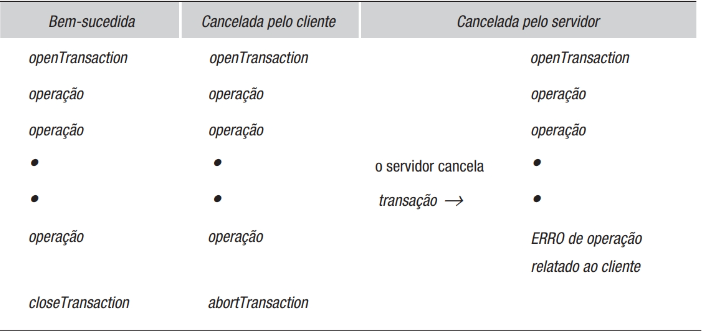 Bem-sucedida Cancelada pelo cliente Cancelada pelo servidor
openTransaction openTransaction openTransaction
operação operação operação
operação operação operação
• • o servidor cancela •
• • transação → •
operação operação ERRO de operação
relatado ao cliente
closeTransaction abortTransaction